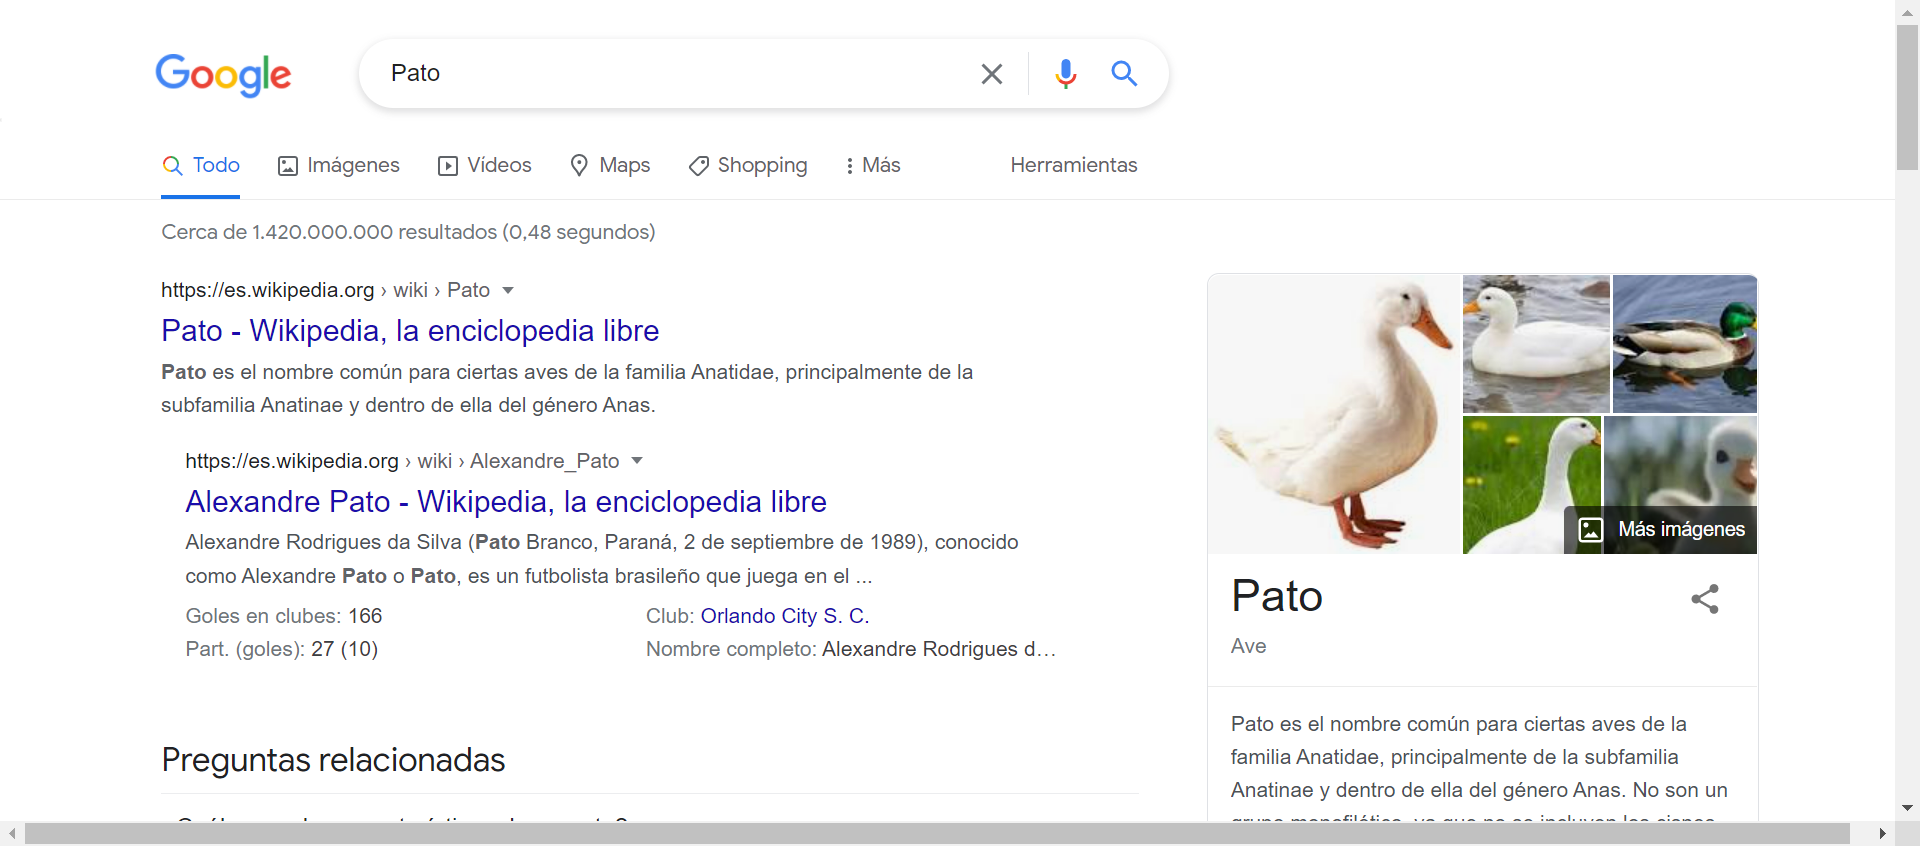 Google
Pato
Todo
Imágenes
Vídeos
Maps
Shopping
Más
Herramientas
Cerca de 1.420.000.000 resultados (0,48 segundos)
https://es.wikipedia.org › wiki › Pato
Pato - Wikipedia, la enciclopedia libre
Pato es el nombre común para ciertas aves de la familia Anatidae, principalmente de la
subfamilia Anatinae y dentro de ella del género Anas.
https://es.wikipedia.org › wiki › Alexandre_Pato
Alexandre Pato - Wikipedia, la enciclopedia libre
Alexandre Rodrigues da Silva (Pato Branco, Paraná, 2 de septiembre de 1989), conocido
como Alexandre Pato o Pato, es un futbolista brasileño que juega en el ...
Goles en clubes: 166
Club: Orlando City S. C.
Part. (goles): 27 (10)
Nombre completo: Alexandre Rodrigues d…
Preguntas relacionadas
Más imágenes
Pato
Ave
Pato es el nombre común para ciertas aves de la
familia Anatidae, principalmente de la subfamilia
Anatinae y dentro de ella del género Anas. No son un